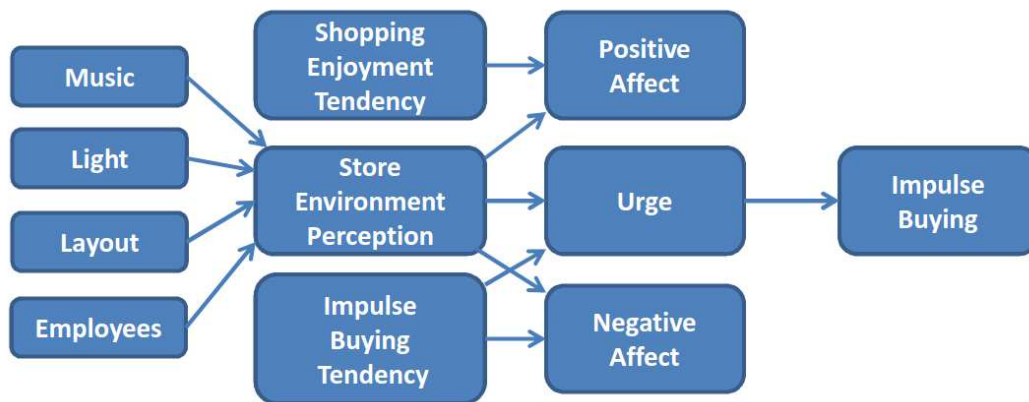 Music
Light
Layout
Employees
Shopping
Enjoyment
Tendency
Store
Environment
Perception
Impulse
Buying
Tendency
Positive
Affect
Urge
Negative
Affect
Impulse
Buying